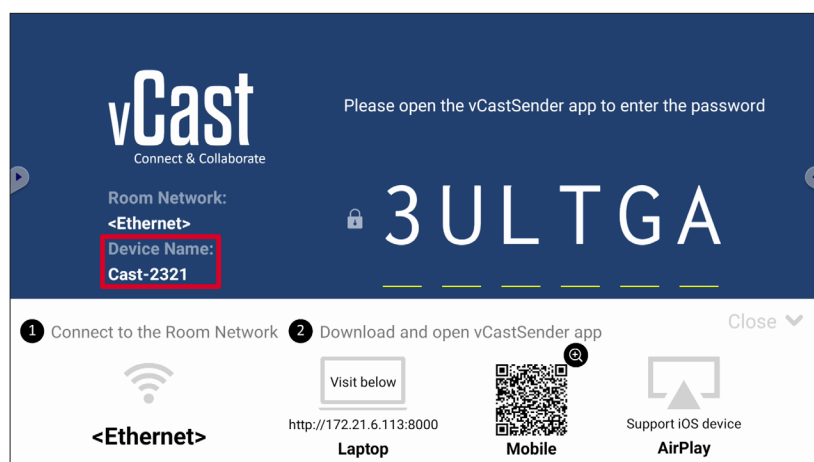 vCast
Connect & Collaborate
Please open the vCastSender app to enter the password
Room Network:
<Ethernet>
Device Name:
Cast-2321
3ULTGA
1 Connect to the Room Network
2 Download and open vCastSender app
Close
Visit below
http://172.21.6.113:8000
Laptop
Mobile
Support iOS device
AirPlay
<Ethernet>